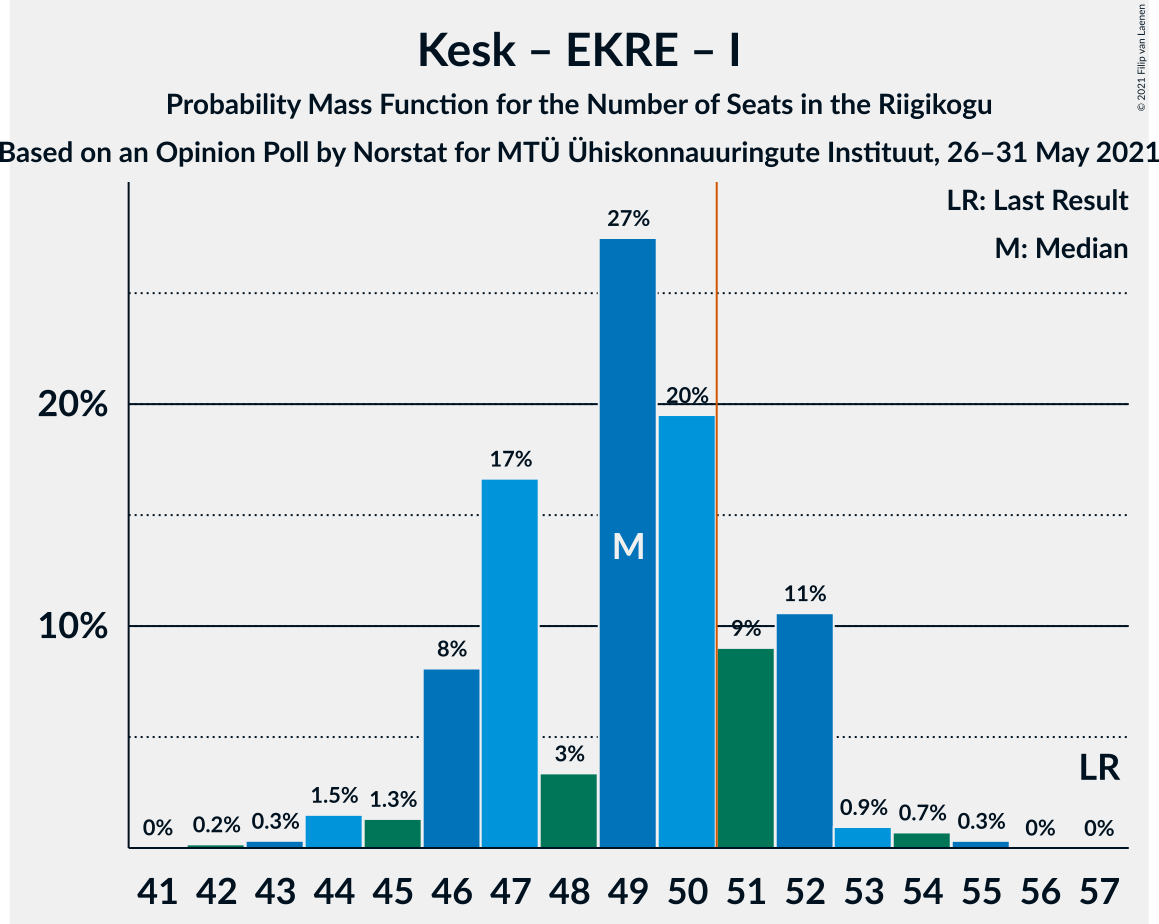 Kesk – EKRE – I
Probability Mass Function for the Number of Seats in the Riigikogu
Based on an Opinion Poll by Norstat for MTÜ Ühiskonnauuringute Instituut, 26–31 May 2021
© 2021 Filip van Laenen
LR: Last Result
M: Median
27%
20%
20%
17%
M
11%
10%
9%
8%
3%
LR
1.5%
1.3%
0.9%
0.7%
0%
0.2%
0.3%
0.3%
0%
0%
41 42 43 44 45 46 47 48 49 50 51 52 53 54 55 56 57